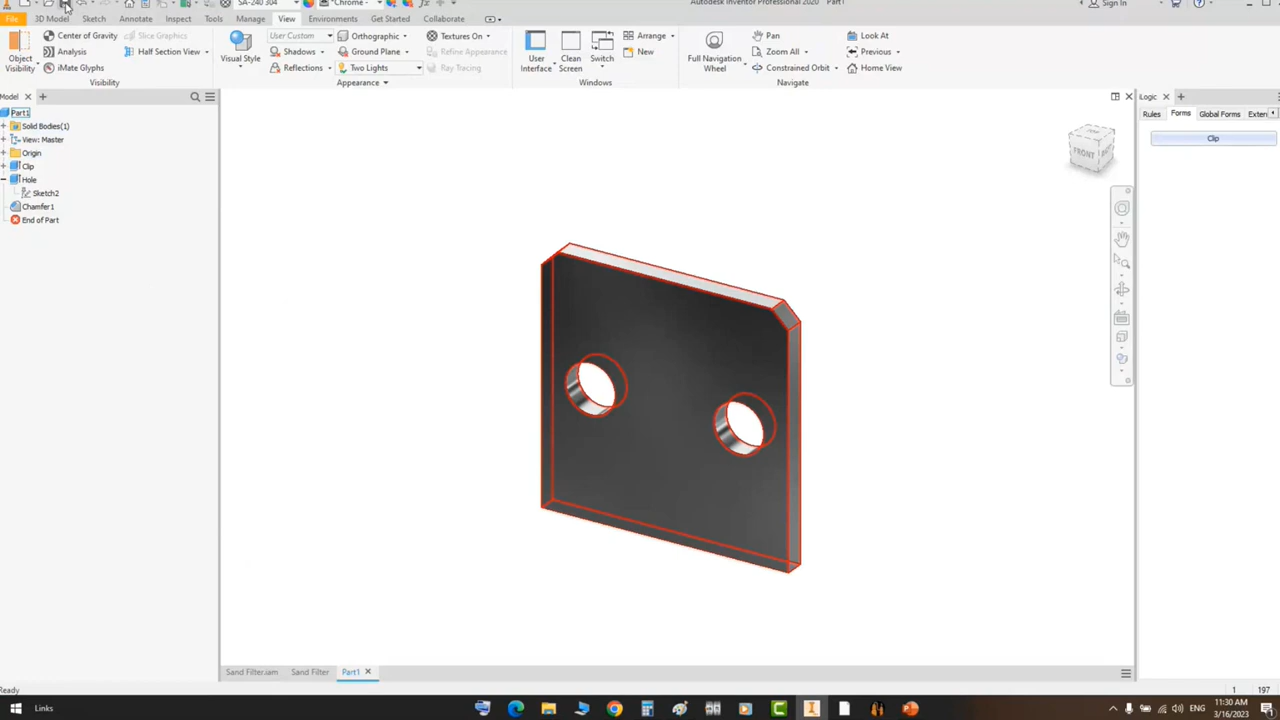 SA-240 304
*Chrome -
Autodesk Inventor Professional 2020   Part1
Sign In
File
3D Model
Sketch
Annotate
Inspect
Tools
Manage
View
Environments
Get Started
Collaborate
Object
Visibility
Center of Gravity
Analysis
iMate Glyphs
Slice Graphics
Half Section View
Visibility
Visual Style
User Custom
Shadows
Reflections
Orthographic
Ground Plane
Two Lights
Textures On
Refine Appearance
Ray Tracing
Appearance
User
Interface
Clean
Screen
Switch
Arrange
New
Windows
Full Navigation
Wheel
Pan
Zoom All
Constrained Orbit
Look At
Previous
Home View
Navigate
Model
Part1
Solid Bodies(1)
View: Master
Origin
Clip
Hole
Sketch2
Chamfer1
End of Part
FRONT
iLogic
Rules
Forms
Global Forms
Clip
Sand Filter.iam
Sand Filter
Part1
Ready
1
197
Links
ENG
11:30 AM
3/16/2023